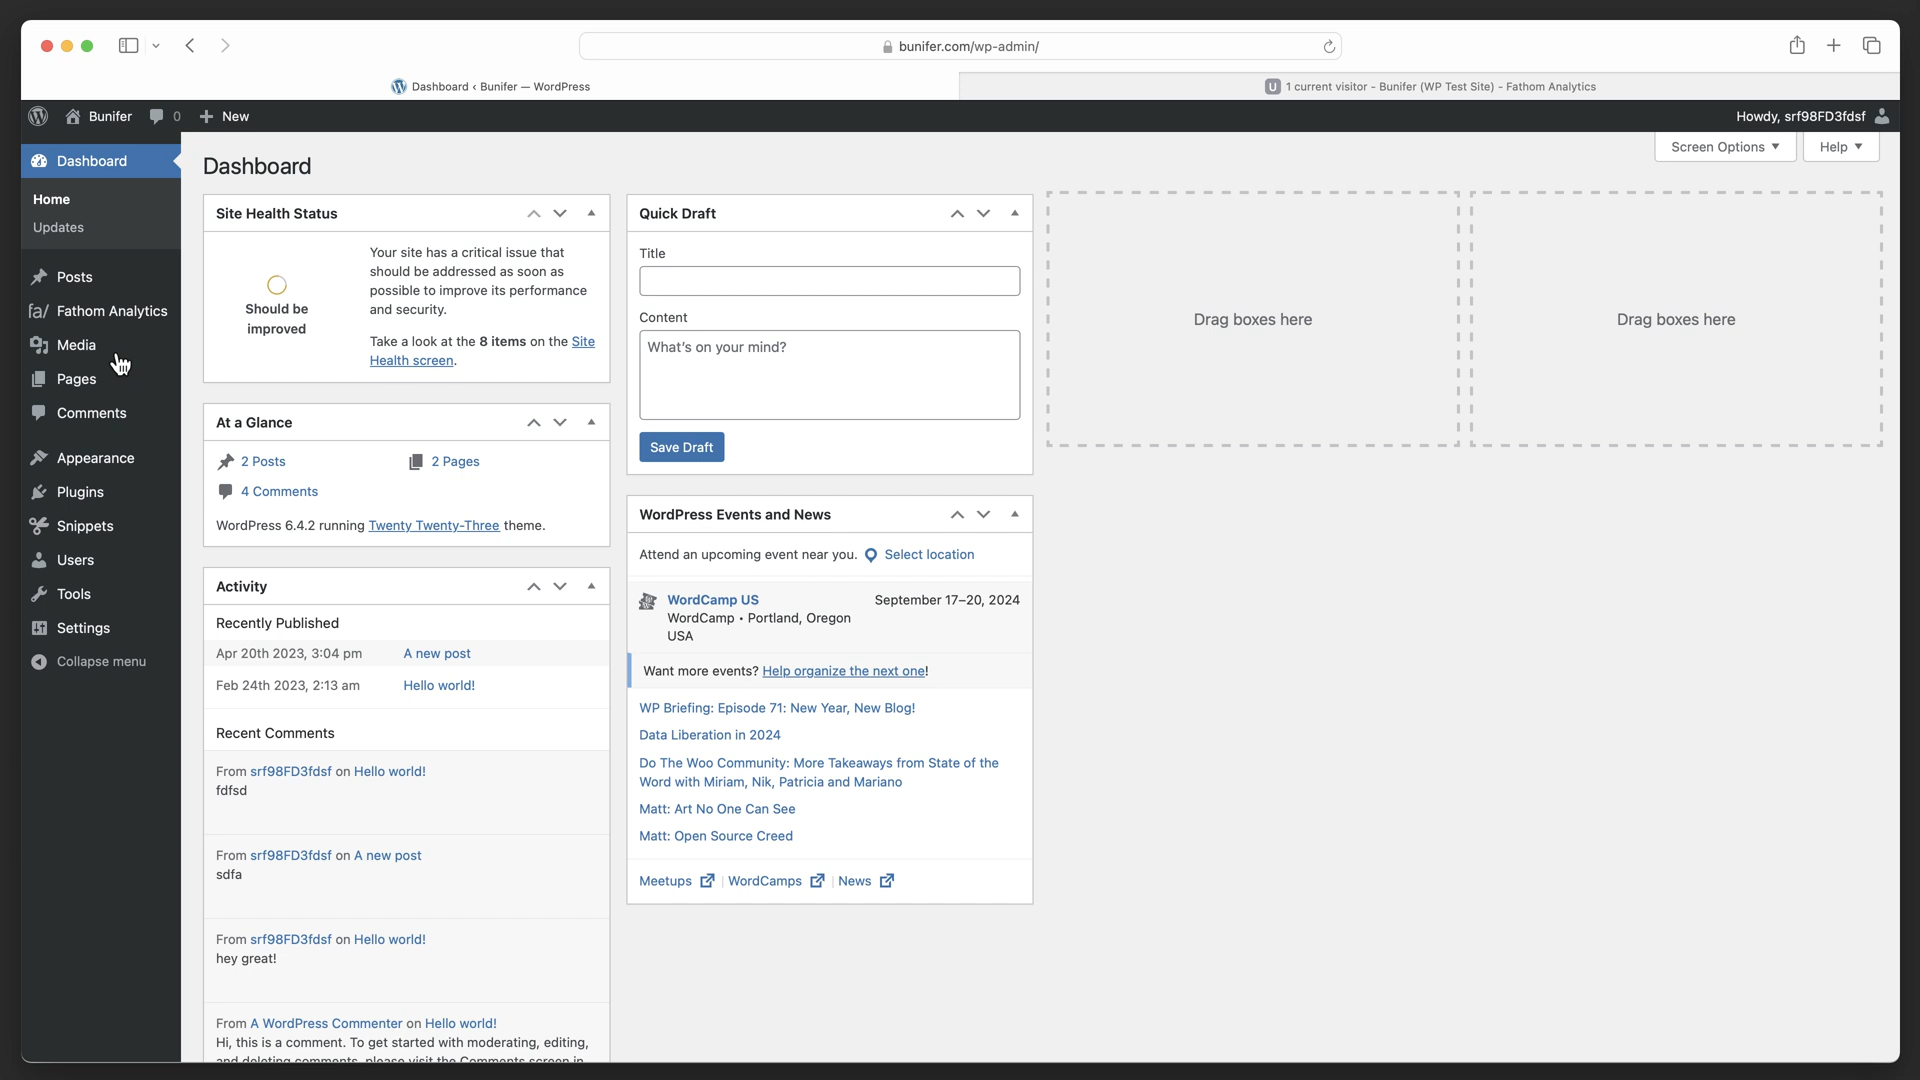 bunifer.com/wp-admin/
Dashboard ‹ Bunifer — WordPress
U 1 current visitor - Bunifer (WP Test Site) - Fathom Analytics
Bunifer 0 + New
Howdy, srf98FD3fdsf
Screen Options ▼ Help ▼
Dashboard
Home
Updates
Posts
fa/ Fathom Analytics
Media
Pages
Comments
Appearance
Plugins
Snippets
Users
Tools
Settings
Collapse menu
Dashboard
Site Health Status
Should be
improved
Your site has a critical issue that
should be addressed as soon as
possible to improve its performance
and security.
Take a look at the 8 items on the Site
Health screen.
At a Glance
2 Posts 2 Pages
4 Comments
WordPress 6.4.2 running Twenty Twenty-Three theme.
Activity
Recently Published
Apr 20th 2023, 3:04 pm A new post
Feb 24th 2023, 2:13 am Hello world!
Recent Comments
From srf98FD3fdsf on Hello world!
fdfsd
From srf98FD3fdsf on A new post
sdfa
From srf98FD3fdsf on Hello world!
hey great!
From A WordPress Commenter on Hello world!
Hi, this is a comment. To get started with moderating, editing,
and deleting comments, please visit the Comments screen in
Quick Draft
Title
Content
What's on your mind?
Save Draft
WordPress Events and News
Attend an upcoming event near you. Select location
WordCamp US September 17–20, 2024
WordCamp • Portland, Oregon
USA
Want more events? Help organize the next one!
WP Briefing: Episode 71: New Year, New Blog!
Data Liberation in 2024
Do The Woo Community: More Takeaways from State of the
Word with Miriam, Nik, Patricia and Mariano
Matt: Art No One Can See
Matt: Open Source Creed
Meetups | WordCamps | News
Drag boxes here
Drag boxes here